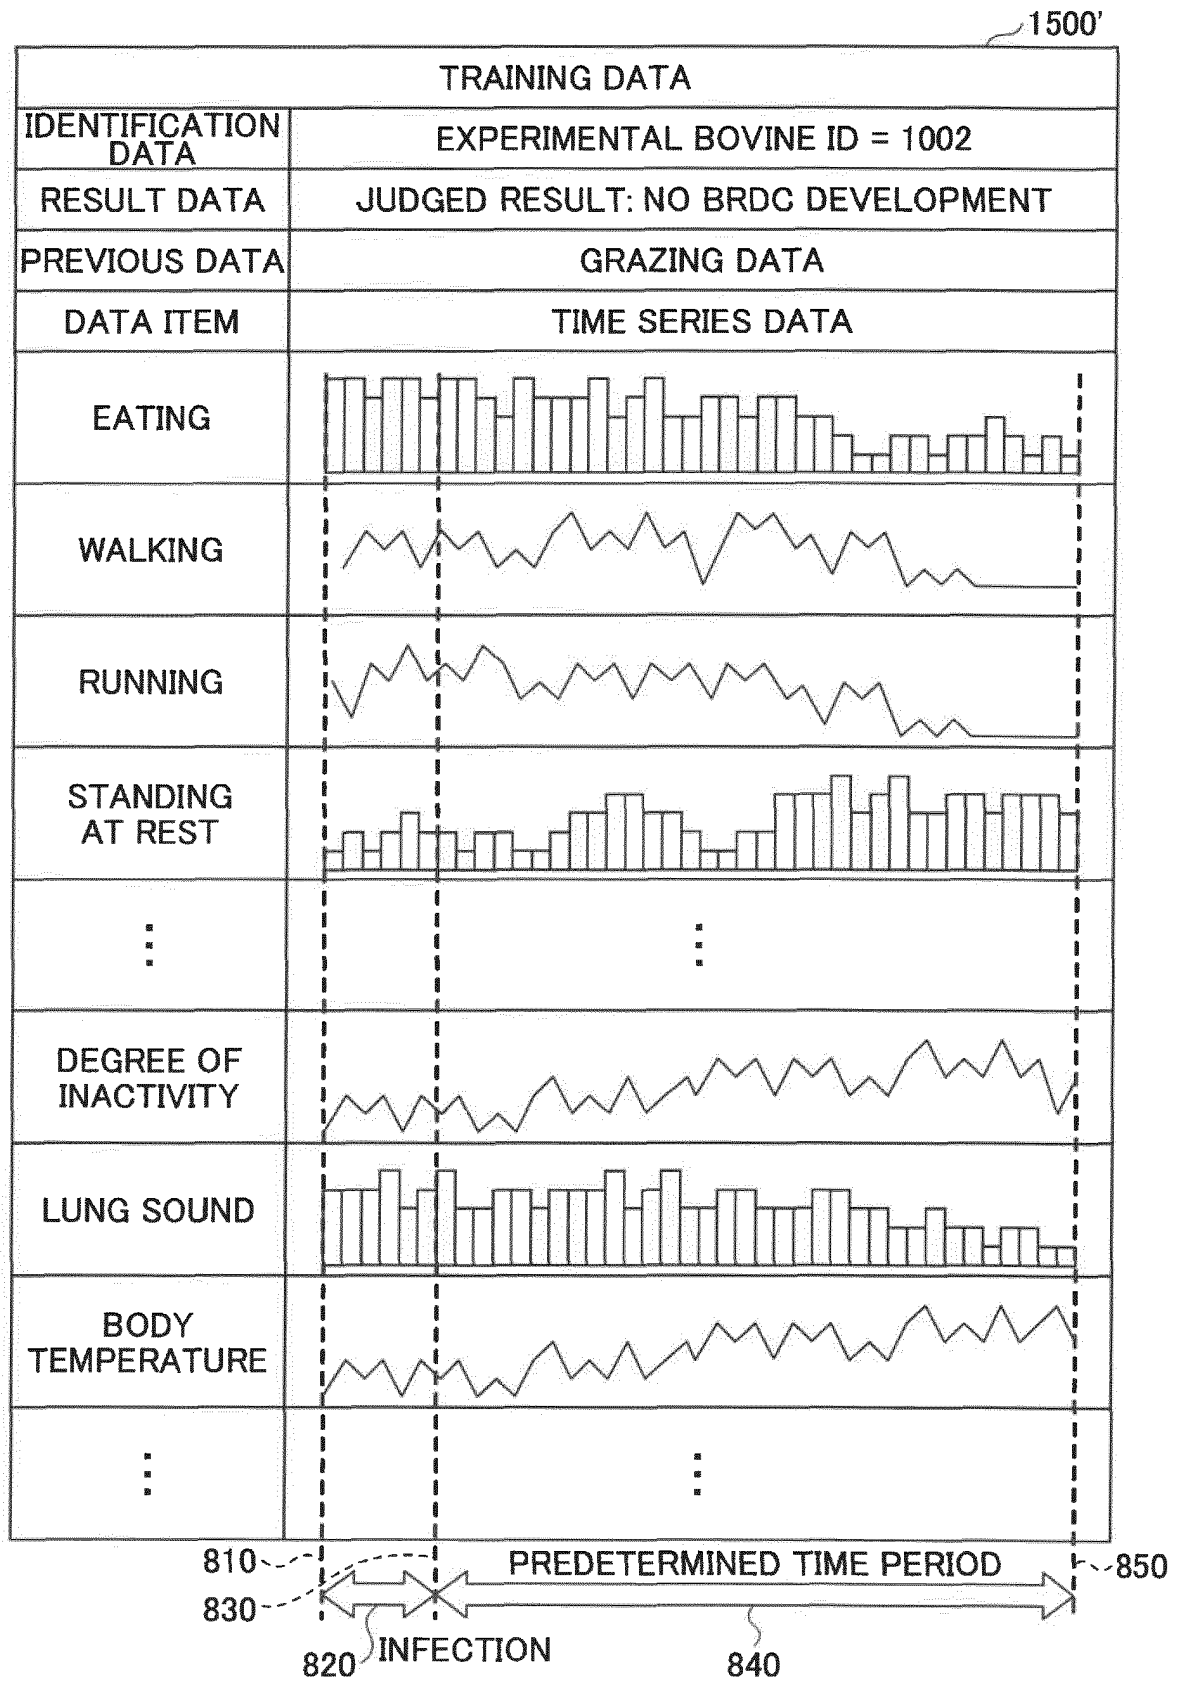 1500'
TRAINING DATA
IDENTIFICATION
DATA
EXPERIMENTAL BOVINE ID = 1002
RESULT DATA
JUDGED RESULT: NO BRDC DEVELOPMENT
PREVIOUS DATA
GRAZING DATA
DATA ITEM
TIME SERIES DATA
EATING
WALKING
RUNNING
STANDING
AT REST
DEGREE OF
INACTIVITY
LUNG SOUND
BODY
TEMPERATURE
810
PREDETERMINED TIME PERIOD
850
830
820
INFECTION
840